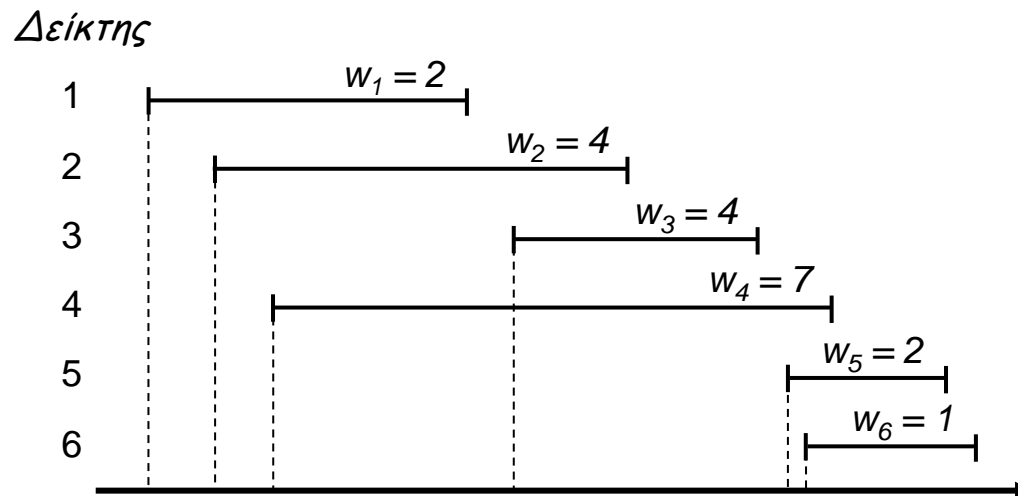 Δείκτης
1 w₁ = 2
2 w₂ = 4
3 w₃ = 4
4 w₄ = 7
5 w₅ = 2
6 w₆ = 1